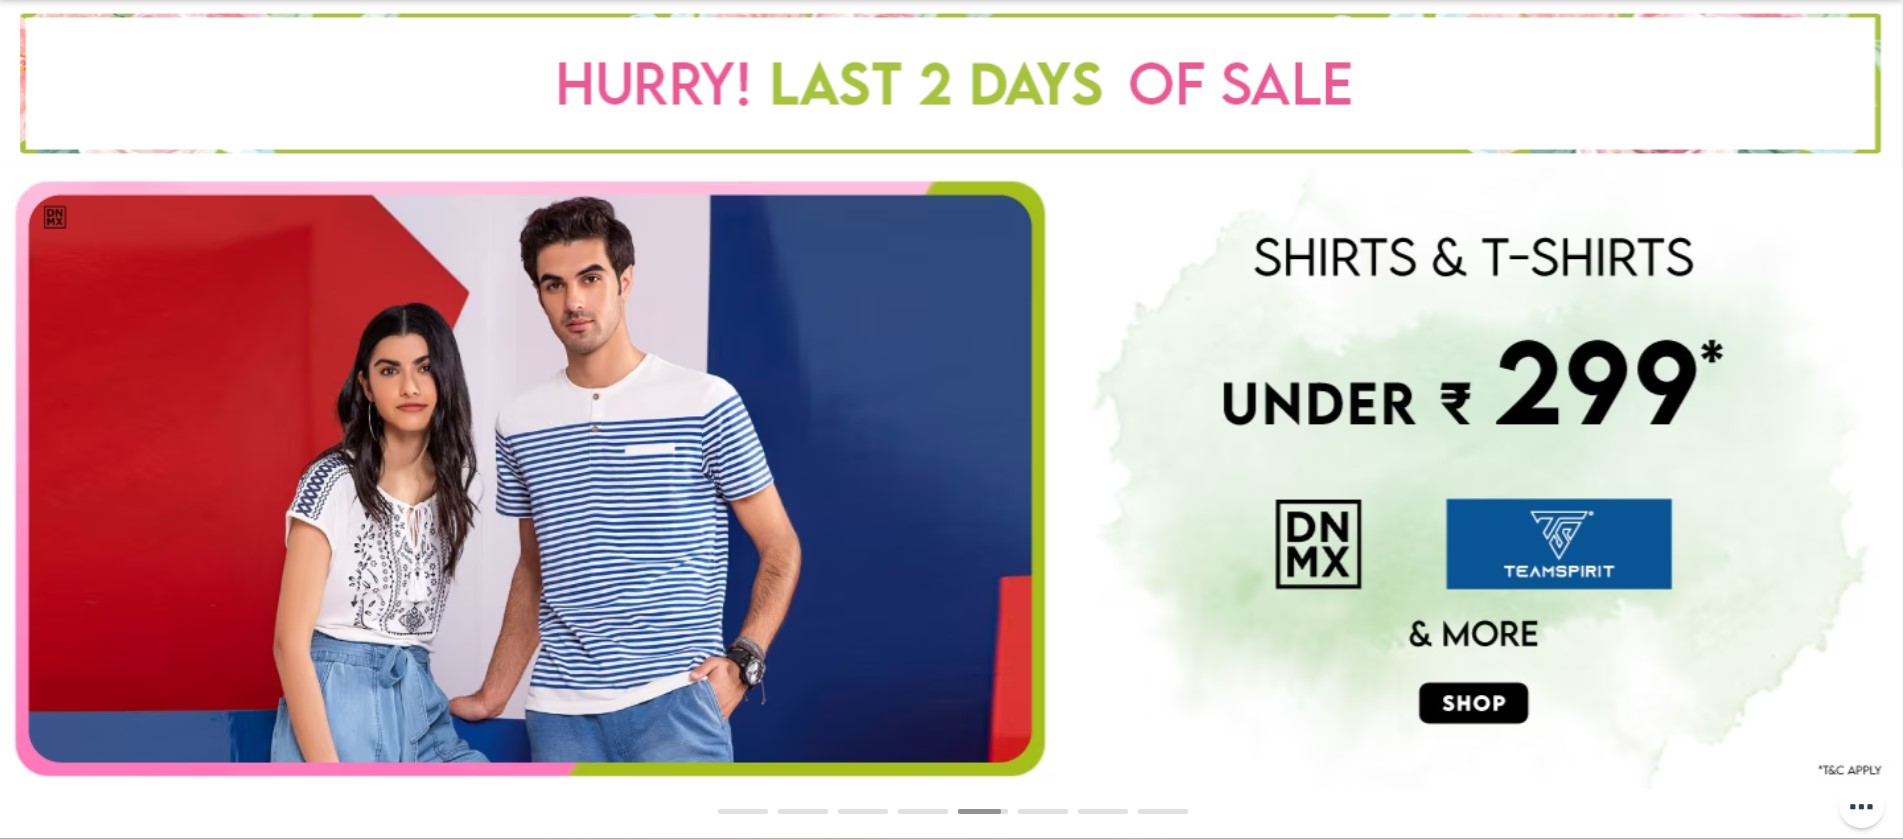 HURRY! LAST 2 DAYS OF SALE
DN
MX
SHIRTS & T-SHIRTS
UNDER ₹ 299*
DN
MX
TEAMSPIRIT
& MORE
SHOP
*T&C APPLY